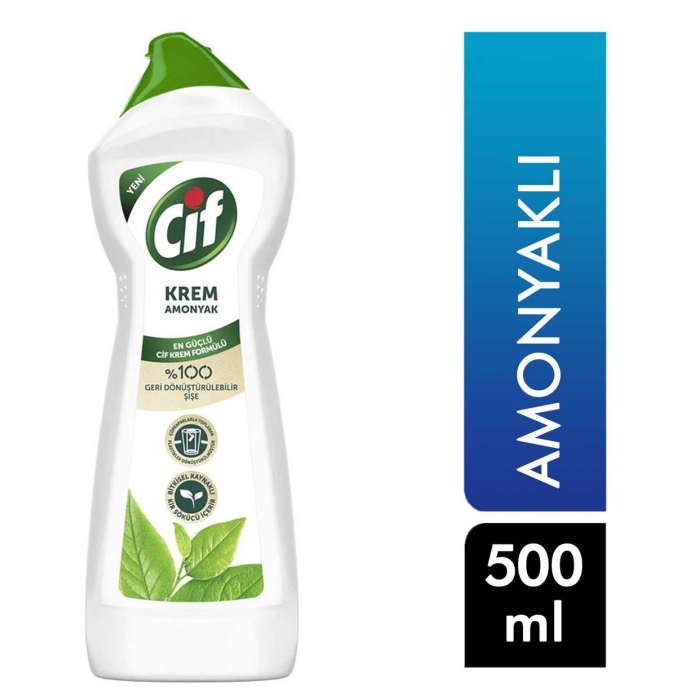 YENİ
Cif
KREM
AMONYAK
EN GÜÇLÜ
CİF KREM FORMÜLÜ
%100
GERİ DÖNÜŞTÜRÜLEBİLİR
ŞİŞE
BİTKİSEL KAYNAKLI
KİR SÖKÜCÜ İÇERİR
AMONYAKLI
500
ml